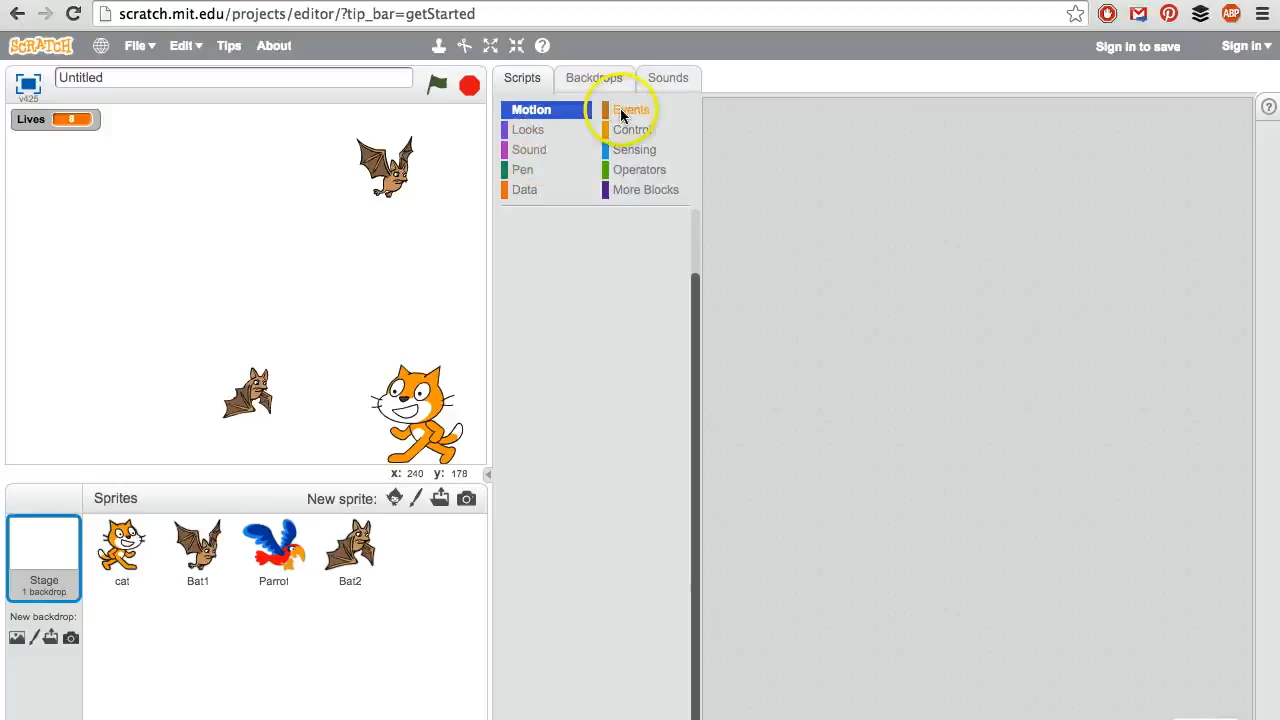 scratch.mit.edu/projects/editor/?tip_bar=getStarted
ABP
SCRATCH File Edit Tips About Sign in to save Sign in
v425
Untitled
Scripts Backdrops Sounds
Lives 8
Motion Events
Looks Control
Sound Sensing
Pen Operators
Data More Blocks
x: 240 y: 178
Sprites New sprite:
Stage
1 backdrop
New backdrop:
cat Bat1 Parrot Bat2